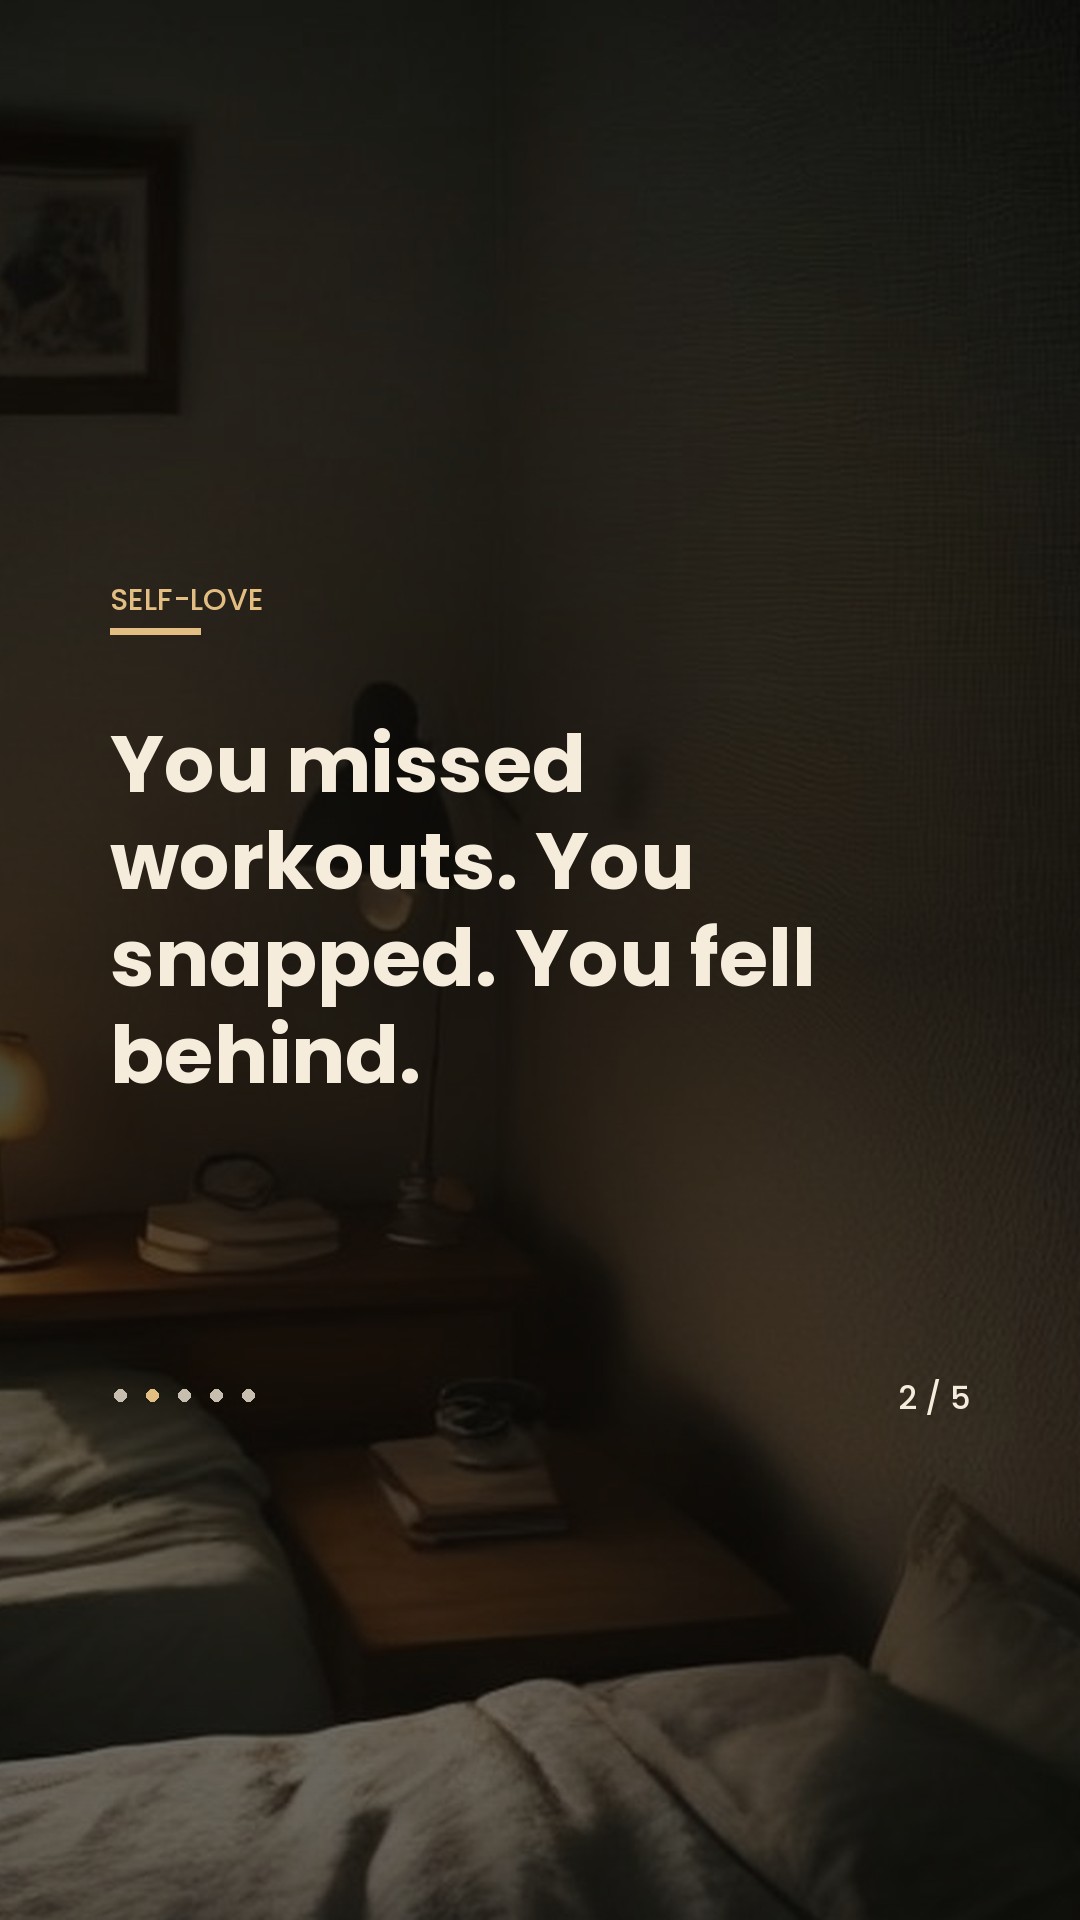 SELF-LOVE
You missed
workouts. You
snapped. You fell
behind.
2 / 5